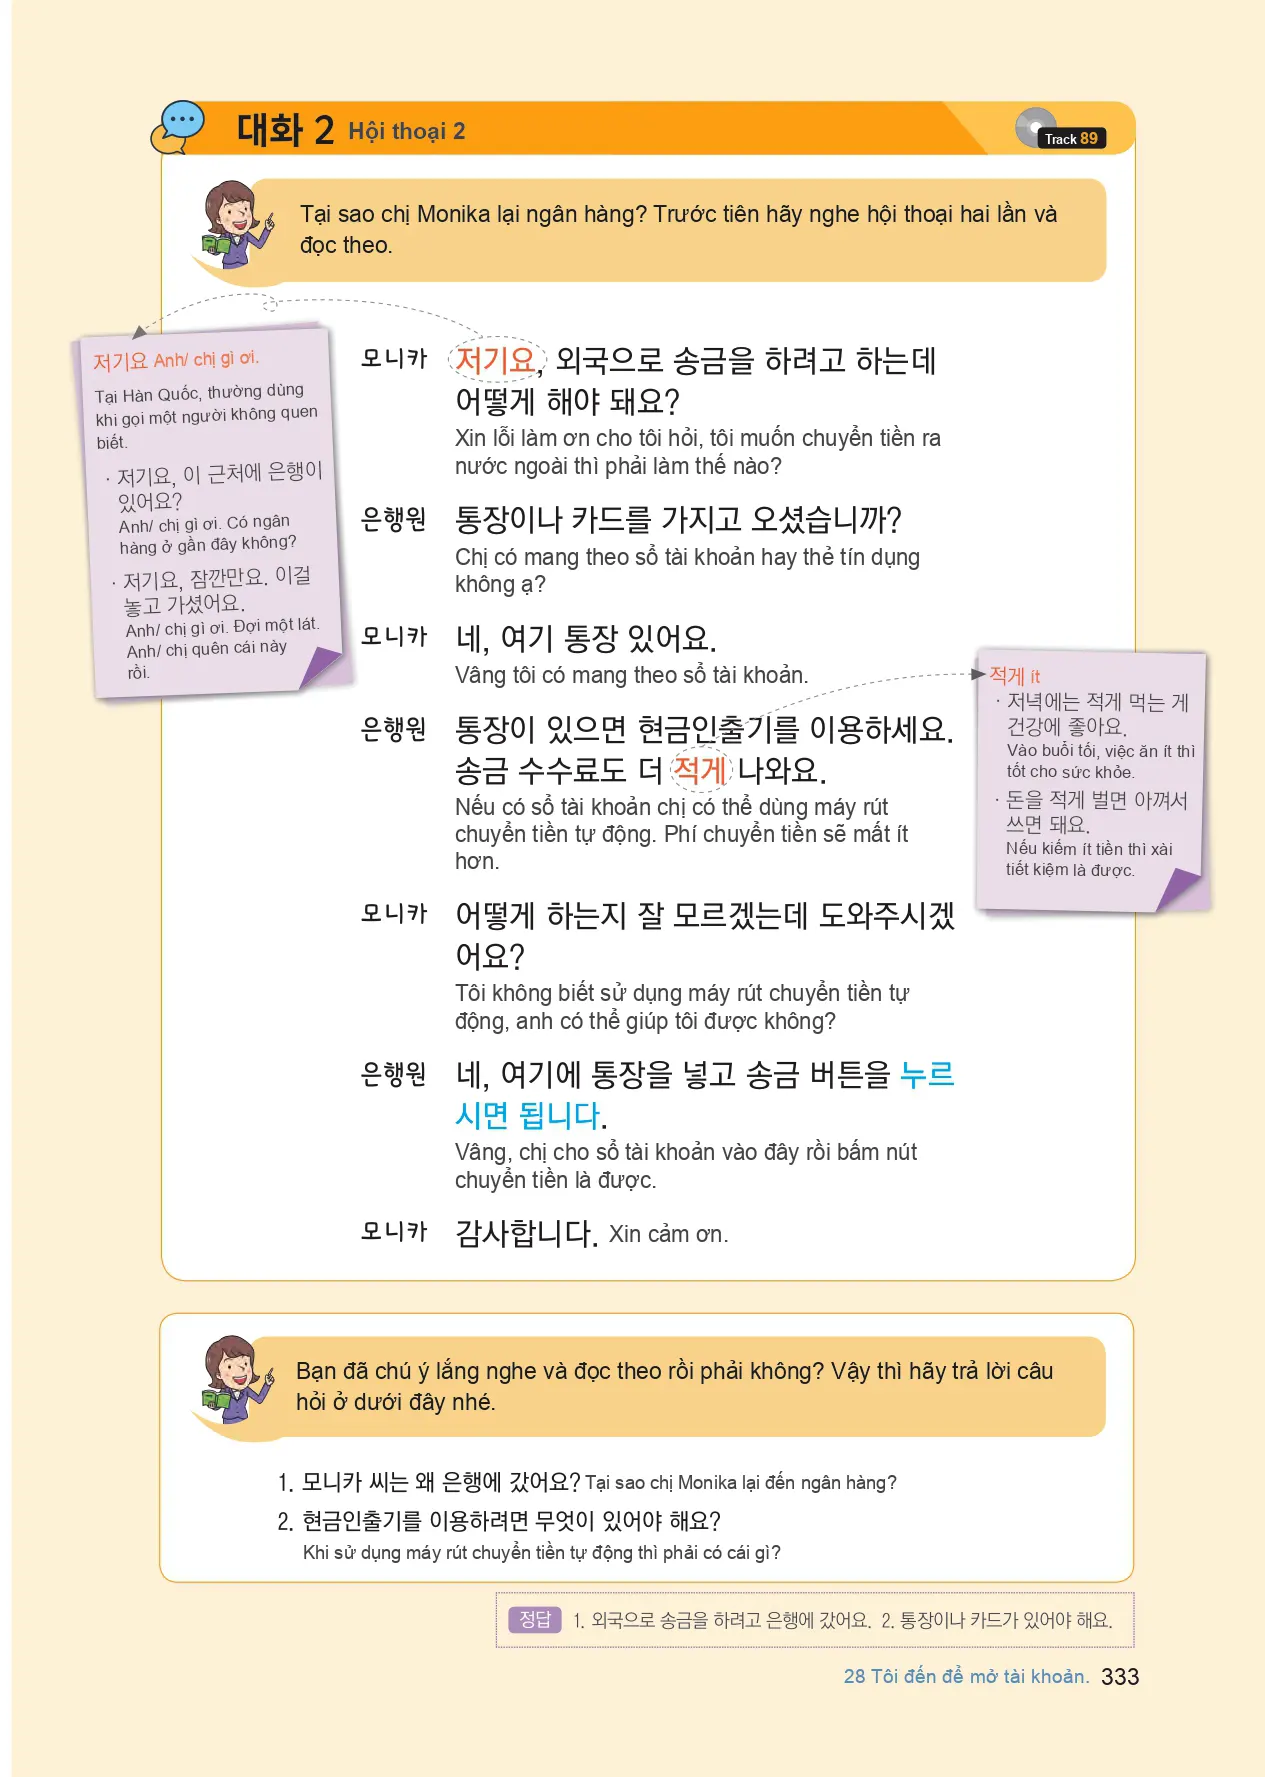 대화 2 Hội thoại 2
Track 89
Tại sao chị Monika lại ngân hàng? Trước tiên hãy nghe hội thoại hai lần và
đọc theo.
저기요 Anh/ chị gì ơi.
Tại Hàn Quốc, thường dùng
khi gọi một người không quen
biết.
· 저기요, 이 근처에 은행이
있어요?
Anh/ chị gì ơi. Có ngân
hàng ở gần đây không?
· 저기요, 잠깐만요. 이걸
놓고 가셨어요.
Anh/ chị gì ơi. Đợi một lát.
Anh/ chị quên cái này
rồi.
모니카 저기요, 외국으로 송금을 하려고 하는데
어떻게 해야 돼요?
Xin lỗi làm ơn cho tôi hỏi, tôi muốn chuyển tiền ra
nước ngoài thì phải làm thế nào?
은행원 통장이나 카드를 가지고 오셨습니까?
Chị có mang theo sổ tài khoản hay thẻ tín dụng
không ạ?
모니카 네, 여기 통장 있어요.
Vâng tôi có mang theo sổ tài khoản.
은행원 통장이 있으면 현금인출기를 이용하세요.
송금 수수료도 더 적게 나와요.
Nếu có sổ tài khoản chị có thể dùng máy rút
chuyển tiền tự động. Phí chuyển tiền sẽ mất ít
hơn.
적게 ít
· 저녁에는 적게 먹는 게
건강에 좋아요.
Vào buổi tối, việc ăn ít thì
tốt cho sức khỏe.
· 돈을 적게 벌면 아껴서
쓰면 돼요.
Nếu kiếm ít tiền thì xài
tiết kiệm là được.
모니카 어떻게 하는지 잘 모르겠는데 도와주시겠
어요?
Tôi không biết sử dụng máy rút chuyển tiền tự
động, anh có thể giúp tôi được không?
은행원 네, 여기에 통장을 넣고 송금 버튼을 누르
시면 됩니다.
Vâng, chị cho sổ tài khoản vào đây rồi bấm nút
chuyển tiền là được.
모니카 감사합니다. Xin cảm ơn.
Bạn đã chú ý lắng nghe và đọc theo rồi phải không? Vậy thì hãy trả lời câu
hỏi ở dưới đây nhé.
1. 모니카 씨는 왜 은행에 갔어요? Tại sao chị Monika lại đến ngân hàng?
2. 현금인출기를 이용하려면 무엇이 있어야 해요?
Khi sử dụng máy rút chuyển tiền tự động thì phải có cái gì?
정답 1. 외국으로 송금을 하려고 은행에 갔어요. 2. 통장이나 카드가 있어야 해요.
28 Tôi đến để mở tài khoản. 333